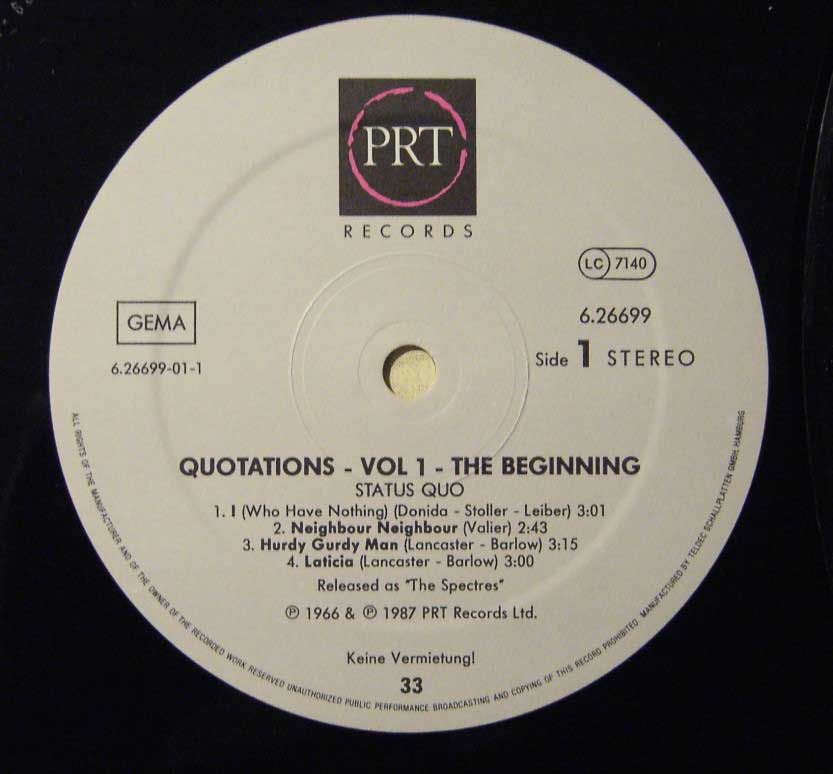 PRT
RECORDS
LC 7140
GEMA
6.26699
6.26699-01-1
Side 1 STEREO
QUOTATIONS - VOL 1 - THE BEGINNING
STATUS QUO
1. I (Who Have Nothing) (Donida - Stoller - Leiber) 3:01
2. Neighbour Neighbour (Valier) 2:43
3. Hurdy Gurdy Man (Lancaster - Barlow) 3:15
4. Laticia (Lancaster - Barlow) 3:00
Released as "The Spectres"
℗ 1966 & ℗ 1987 PRT Records Ltd.
Keine Vermietung!
33
ALL RIGHTS OF THE MANUFACTURER AND OF THE OWNER OF THE RECORDED WORK RESERVED UNAUTHORIZED PUBLIC PERFORMANCE BROADCASTING AND COPYING OF THIS RECORD PROHIBITED. MANUFACTURED BY TELDEC SCHALLPLATTEN GMBH, HAMBURG